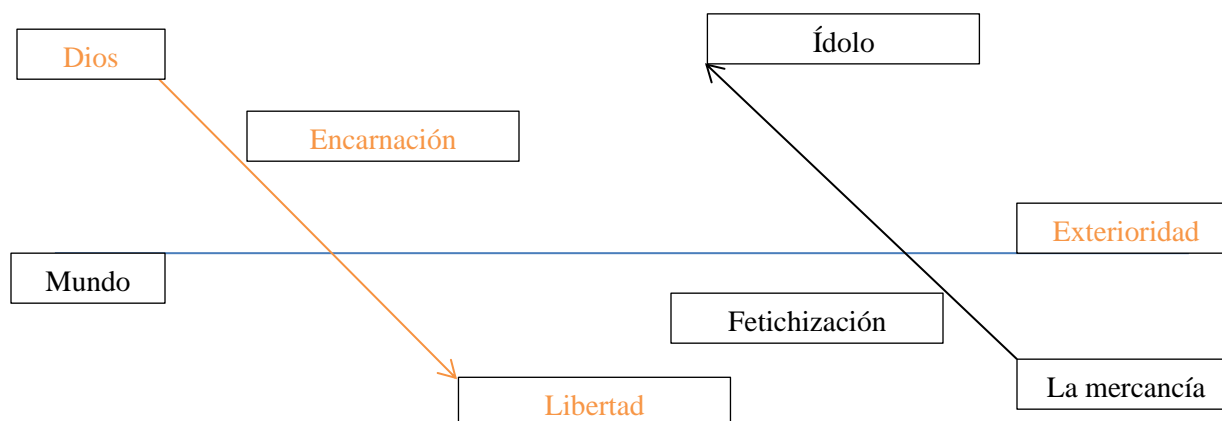 Ídolo
Dios
Encarnación
Exterioridad
Mundo
Fetichización
La mercancía
Libertad